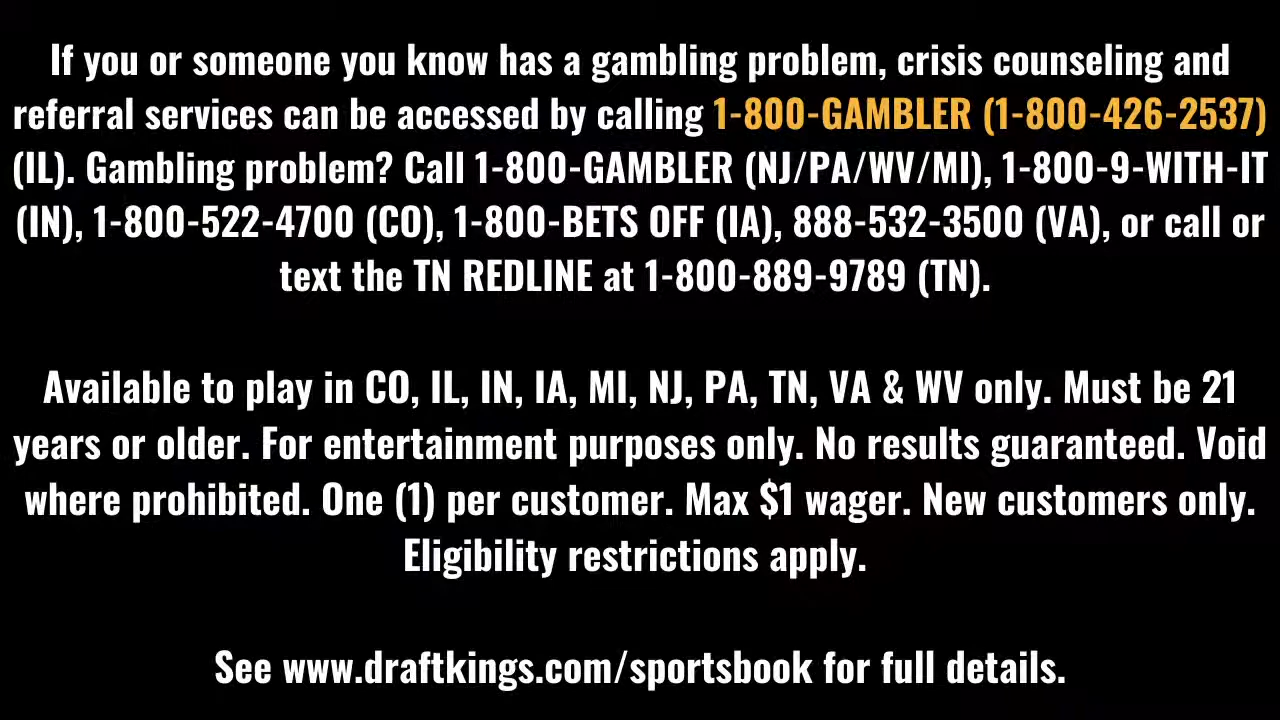 If you or someone you know has a gambling problem, crisis counseling and
referral services can be accessed by calling 1-800-GAMBLER (1-800-426-2537)
(IL). Gambling problem? Call 1-800-GAMBLER (NJ/PA/WV/MI), 1-800-9-WITH-IT
(IN), 1-800-522-4700 (CO), 1-800-BETS OFF (IA), 888-532-3500 (VA), or call or
text the TN REDLINE at 1-800-889-9789 (TN).
Available to play in CO, IL, IN, IA, MI, NJ, PA, TN, VA & WV only. Must be 21
years or older. For entertainment purposes only. No results guaranteed. Void
where prohibited. One (1) per customer. Max $1 wager. New customers only.
Eligibility restrictions apply.
See www.draftkings.com/sportsbook for full details.